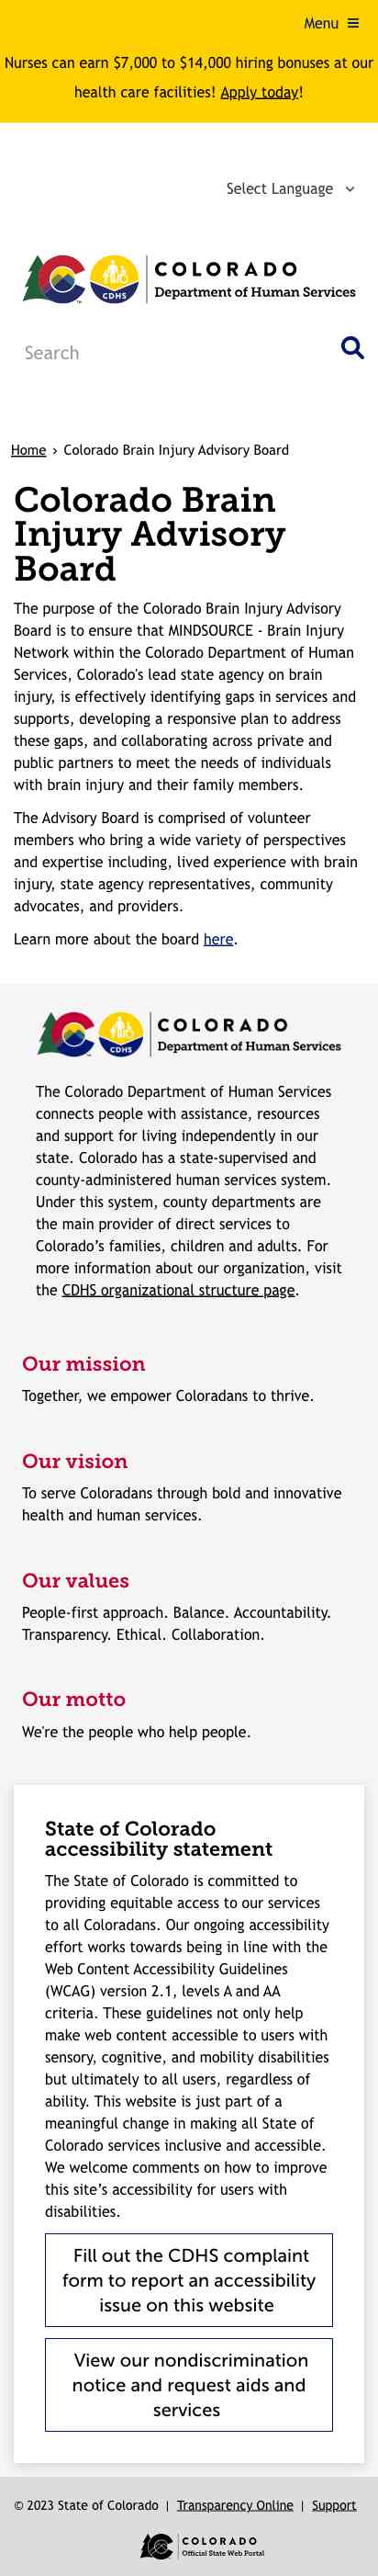 Menu
Nurses can earn $7,000 to $14,000 hiring bonuses at our
health care facilities! Apply today!
Select Language
COLORADO
CDHS
Department of Human Services
Search
Home › Colorado Brain Injury Advisory Board
Colorado Brain
Injury Advisory
Board
The purpose of the Colorado Brain Injury Advisory
Board is to ensure that MINDSOURCE - Brain Injury
Network within the Colorado Department of Human
Services, Colorado's lead state agency on brain
injury, is effectively identifying gaps in services and
supports, developing a responsive plan to address
these gaps, and collaborating across private and
public partners to meet the needs of individuals
with brain injury and their family members.
The Advisory Board is comprised of volunteer
members who bring a wide variety of perspectives
and expertise including, lived experience with brain
injury, state agency representatives, community
advocates, and providers.
Learn more about the board here.
COLORADO
CDHS
Department of Human Services
The Colorado Department of Human Services
connects people with assistance, resources
and support for living independently in our
state. Colorado has a state-supervised and
county-administered human services system.
Under this system, county departments are
the main provider of direct services to
Colorado’s families, children and adults. For
more information about our organization, visit
the CDHS organizational structure page.
Our mission
Together, we empower Coloradans to thrive.
Our vision
To serve Coloradans through bold and innovative
health and human services.
Our values
People-first approach. Balance. Accountability.
Transparency. Ethical. Collaboration.
Our motto
We're the people who help people.
State of Colorado
accessibility statement
The State of Colorado is committed to
providing equitable access to our services
to all Coloradans. Our ongoing accessibility
effort works towards being in line with the
Web Content Accessibility Guidelines
(WCAG) version 2.1, levels A and AA
criteria. These guidelines not only help
make web content accessible to users with
sensory, cognitive, and mobility disabilities
but ultimately to all users, regardless of
ability. This website is just part of a
meaningful change in making all State of
Colorado services inclusive and accessible.
We welcome comments on how to improve
this site’s accessibility for users with
disabilities.
Fill out the CDHS complaint
form to report an accessibility
issue on this website
View our nondiscrimination
notice and request aids and
services
© 2023 State of Colorado | Transparency Online | Support
COLORADO
Official State Web Portal